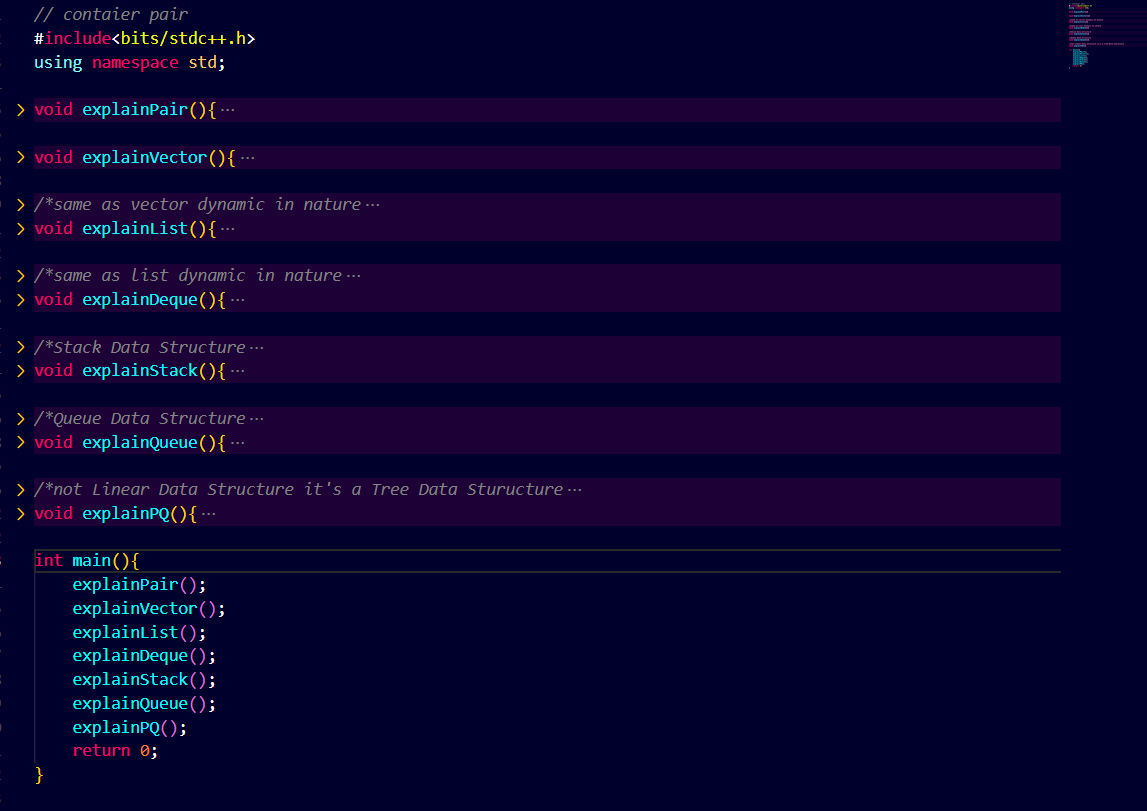 // contaier pair
#include<bits/stdc++.h>
using namespace std;
void explainPair(){ ···
void explainVector(){ ···
/*same as vector dynamic in nature ···
void explainList(){ ···
/*same as list dynamic in nature ···
void explainDeque(){ ···
/*Stack Data Structure ···
void explainStack(){ ···
/*Queue Data Structure ···
void explainQueue(){ ···
/*not Linear Data Structure it's a Tree Data Sturucture ···
void explainPQ(){ ···
int main(){
explainPair();
explainVector();
explainList();
explainDeque();
explainStack();
explainQueue();
explainPQ();
return 0;
}